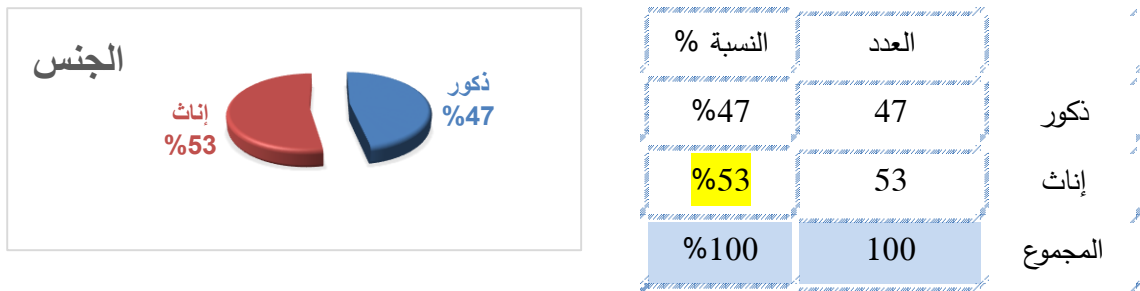 العدد النسبة %
ذكور 47 %47
إناث 53 %53
المجموع 100 %100
الجنس
ذكور
%47
إناث
%53